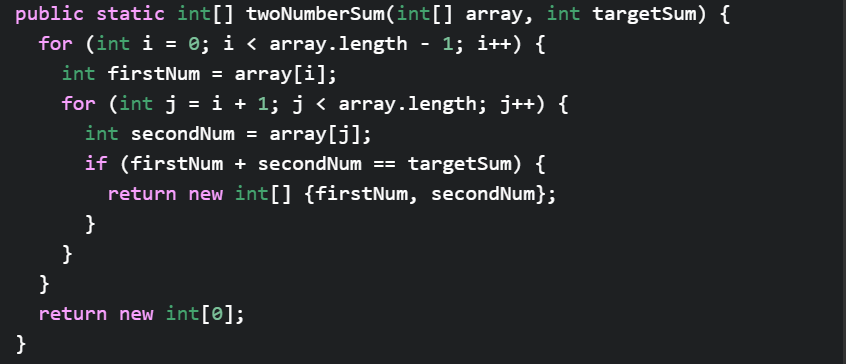 public static int[] twoNumberSum(int[] array, int targetSum) {
  for (int i = 0; i < array.length - 1; i++) {
    int firstNum = array[i];
    for (int j = i + 1; j < array.length; j++) {
      int secondNum = array[j];
      if (firstNum + secondNum == targetSum) {
        return new int[] {firstNum, secondNum};
      }
    }
  }
  return new int[0];
}